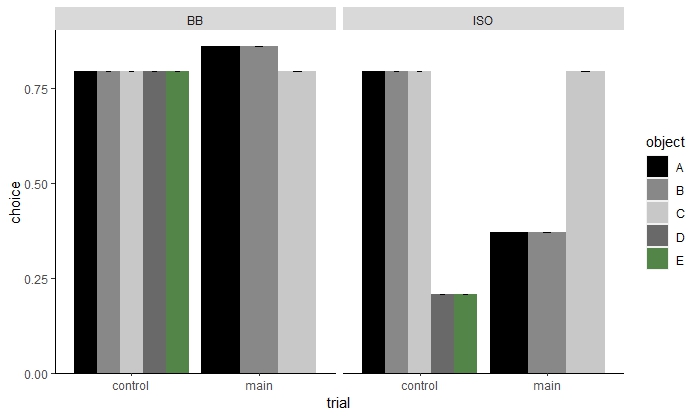 BB
ISO
0.75
0.50
0.25
0.00
choice
control
main
control
main
trial
object
A
B
C
D
E